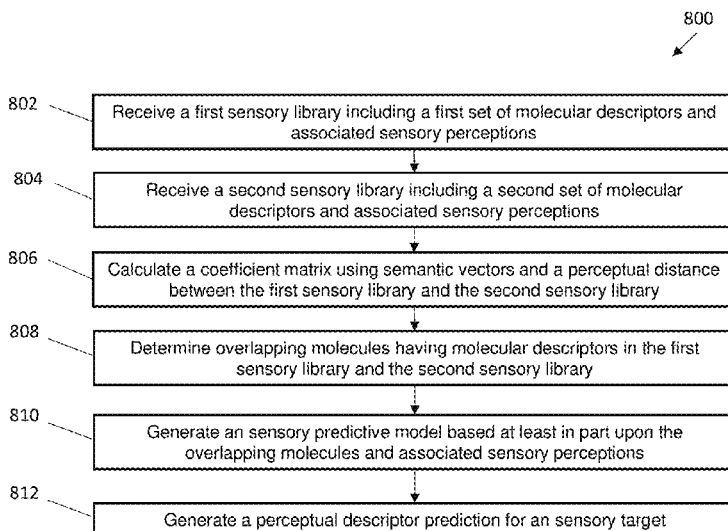 800
802
Receive a first sensory library including a first set of molecular descriptors and
associated sensory perceptions
804
Receive a second sensory library including a second set of molecular
descriptors and associated sensory perceptions
806
Calculate a coefficient matrix using semantic vectors and a perceptual distance
between the first sensory library and the second sensory library
808
Determine overlapping molecules having molecular descriptors in the first
sensory library and the second sensory library
810
Generate an sensory predictive model based at least in part upon the
overlapping molecules and associated sensory perceptions
812
Generate a perceptual descriptor prediction for an sensory target